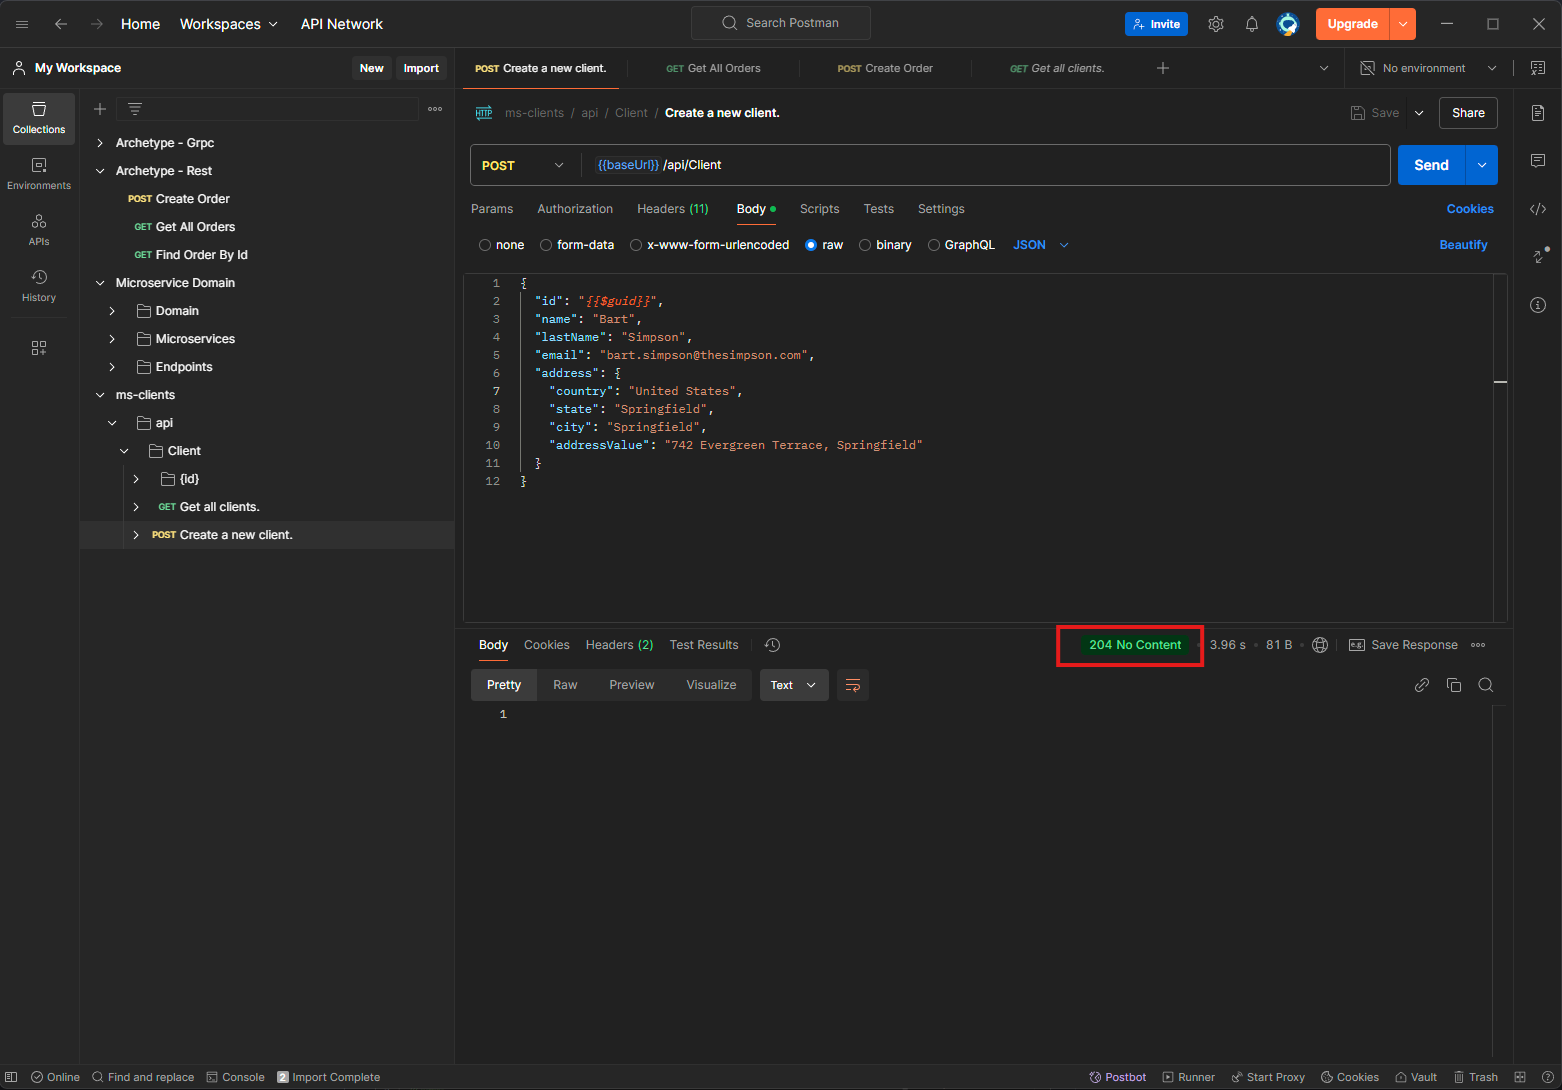 Home Workspaces API Network Search Postman Invite Upgrade
My Workspace New Import
POST Create a new client. GET Get All Orders POST Create Order GET Get all clients. No environment
Collections
Environments
APIs
History
Archetype - Grpc
Archetype - Rest
POST Create Order
GET Get All Orders
GET Find Order By Id
Microservice Domain
Domain
Microservices
Endpoints
ms-clients
api
Client
{id}
GET Get all clients.
POST Create a new client.
HTTP ms-clients / api / Client / Create a new client. Save Share
POST {{baseUrl}} /api/Client Send
Params Authorization Headers (11) Body Scripts Tests Settings Cookies
none form-data x-www-form-urlencoded raw binary GraphQL JSON Beautify
1 {
2 "id": "{{$guid}}",
3 "name": "Bart",
4 "lastName": "Simpson",
5 "email": "bart.simpson@thesimpson.com",
6 "address": {
7 "country": "United States",
8 "state": "Springfield",
9 "city": "Springfield",
10 "addressValue": "742 Evergreen Terrace, Springfield"
11 }
12 }
Body Cookies Headers (2) Test Results 204 No Content 3.96 s 81 B e.g. Save Response
Pretty Raw Preview Visualize Text
1
Online Find and replace Console 2 Import Complete Postbot Runner Start Proxy Cookies Vault Trash